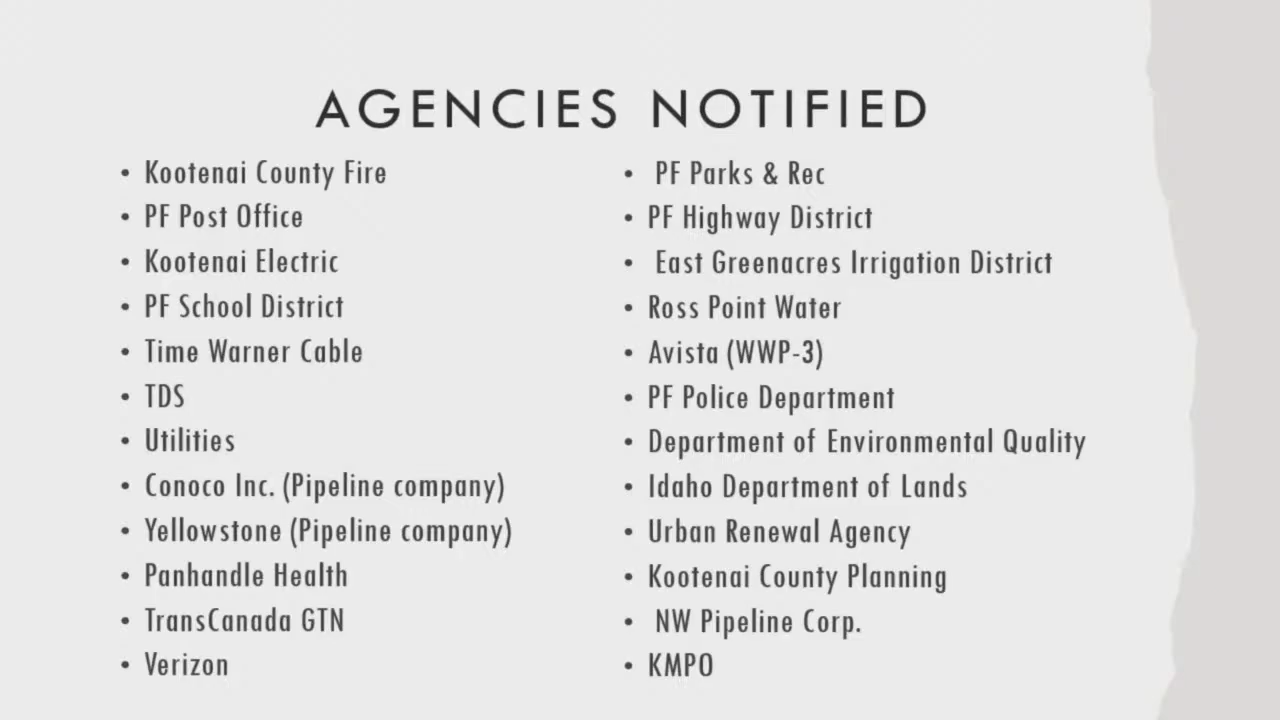 AGENCIES NOTIFIED
• Kootenai County Fire
• PF Post Office
• Kootenai Electric
• PF School District
• Time Warner Cable
• TDS
• Utilities
• Conoco Inc. (Pipeline company)
• Yellowstone (Pipeline company)
• Panhandle Health
• TransCanada GTN
• Verizon
• PF Parks & Rec
• PF Highway District
• East Greenacres Irrigation District
• Ross Point Water
• Avista (WWP-3)
• PF Police Department
• Department of Environmental Quality
• Idaho Department of Lands
• Urban Renewal Agency
• Kootenai County Planning
• NW Pipeline Corp.
• KMPO